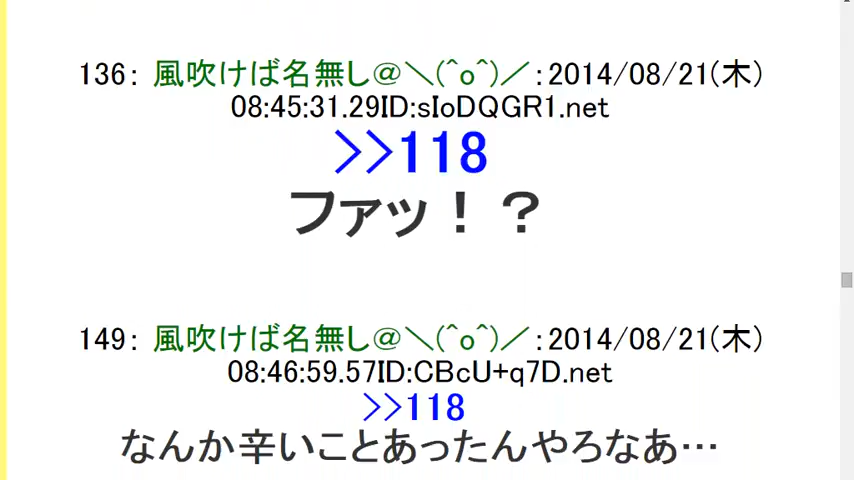 136: 風吹けば名無し@＼(^o^)／:2014/08/21(木)
08:45:31.29ID:sIoDQGR1.net
>>118
ファッ！？
149: 風吹けば名無し@＼(^o^)／:2014/08/21(木)
08:46:59.57ID:CBcU+q7D.net
>>118
なんか辛いことあったんやろなあ…